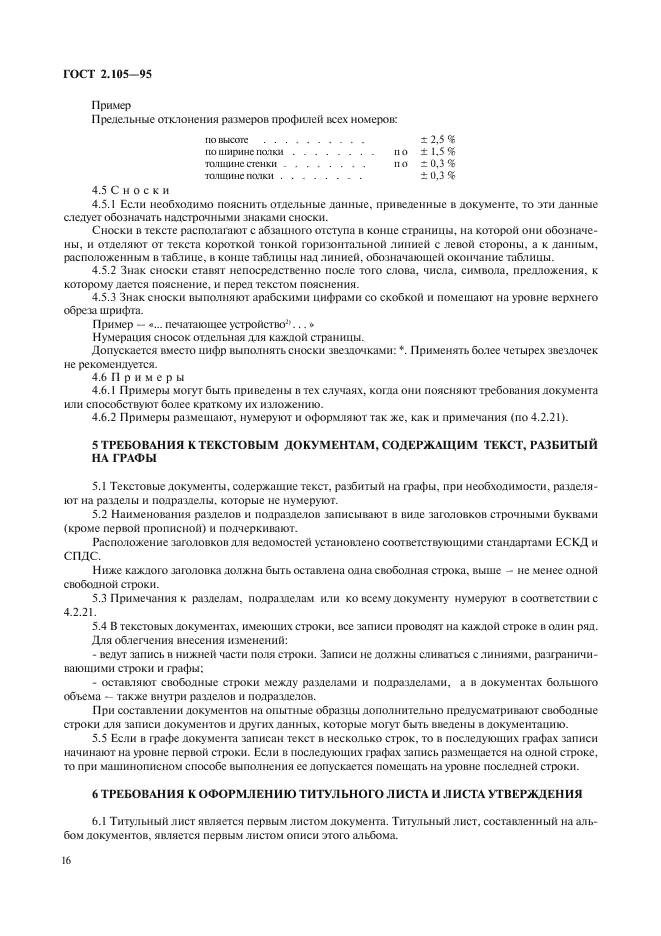 ГОСТ 2.105—95
Пример
Предельные отклонения размеров профилей всех номеров:
по высоте . . . . . . . . . . ± 2,5 %
по ширине полки . . . . . . . . по ± 1,5 %
толщине стенки . . . . . . . . по ± 0,3 %
толщине полки . . . . . . . . ± 0,3 %
4.5 Сноски
4.5.1 Если необходимо пояснить отдельные данные, приведенные в документе, то эти данные
следует обозначать надстрочными знаками сноски.
Сноски в тексте располагают с абзацного отступа в конце страницы, на которой они обозначе-
ны, и отделяют от текста короткой тонкой горизонтальной линией с левой стороны, а к данным,
расположенным в таблице, в конце таблицы над линией, обозначающей окончание таблицы.
4.5.2 Знак сноски ставят непосредственно после того слова, числа, символа, предложения, к
которому дается пояснение, и перед текстом пояснения.
4.5.3 Знак сноски выполняют арабскими цифрами со скобкой и помещают на уровне верхнего
обреза шрифта.
Пример — «... печатающее устройство²⁾ . . . »
Нумерация сносок отдельная для каждой страницы.
Допускается вместо цифр выполнять сноски звездочками: *. Применять более четырех звездочек
не рекомендуется.
4.6 Примеры
4.6.1 Примеры могут быть приведены в тех случаях, когда они поясняют требования документа
или способствуют более краткому их изложению.
4.6.2 Примеры размещают, нумеруют и оформляют так же, как и примечания (по 4.2.21).
5 ТРЕБОВАНИЯ К ТЕКСТОВЫМ ДОКУМЕНТАМ, СОДЕРЖАЩИМ ТЕКСТ, РАЗБИТЫЙ
НА ГРАФЫ
5.1 Текстовые документы, содержащие текст, разбитый на графы, при необходимости, разделя-
ют на разделы и подразделы, которые не нумеруют.
5.2 Наименования разделов и подразделов записывают в виде заголовков строчными буквами
(кроме первой прописной) и подчеркивают.
Расположение заголовков для ведомостей установлено соответствующими стандартами ЕСКД и
СПДС.
Ниже каждого заголовка должна быть оставлена одна свободная строка, выше — не менее одной
свободной строки.
5.3 Примечания к разделам, подразделам или ко всему документу нумеруют в соответствии с
4.2.21.
5.4 В текстовых документах, имеющих строки, все записи проводят на каждой строке в один ряд.
Для облегчения внесения изменений:
- ведут запись в нижней части поля строки. Записи не должны сливаться с линиями, разграничи-
вающими строки и графы;
- оставляют свободные строки между разделами и подразделами, а в документах большого
объема — также внутри разделов и подразделов.
При составлении документов на опытные образцы дополнительно предусматривают свободные
строки для записи документов и других данных, которые могут быть введены в документацию.
5.5 Если в графе документа записан текст в несколько строк, то в последующих графах записи
начинают на уровне первой строки. Если в последующих графах запись размещается на одной строке,
то при машинописном способе выполнения ее допускается помещать на уровне последней строки.
6 ТРЕБОВАНИЯ К ОФОРМЛЕНИЮ ТИТУЛЬНОГО ЛИСТА И ЛИСТА УТВЕРЖДЕНИЯ
6.1 Титульный лист является первым листом документа. Титульный лист, составленный на аль-
бом документов, является первым листом описи этого альбома.
16